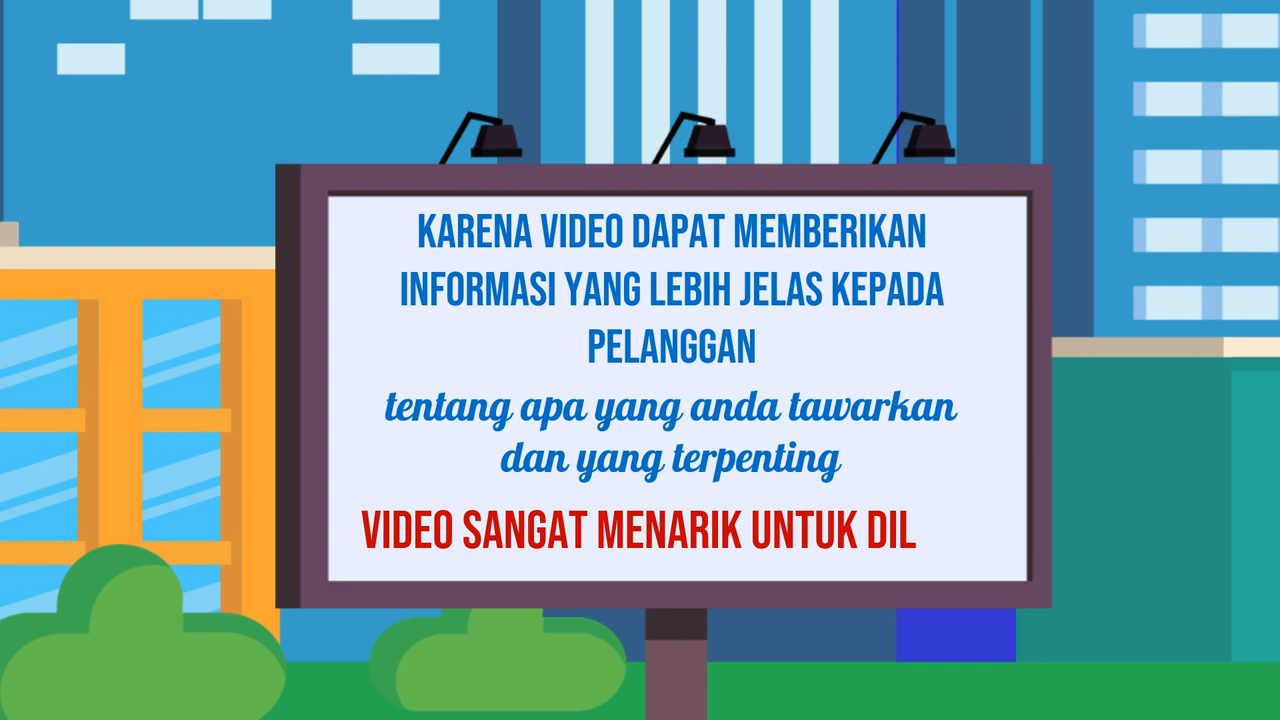 KARENA VIDEO DAPAT MEMBERIKAN
INFORMASI YANG LEBIH JELAS KEPADA
PELANGGAN
tentang apa yang anda tawarkan
dan yang terpenting
VIDEO SANGAT MENARIK UNTUK DIL